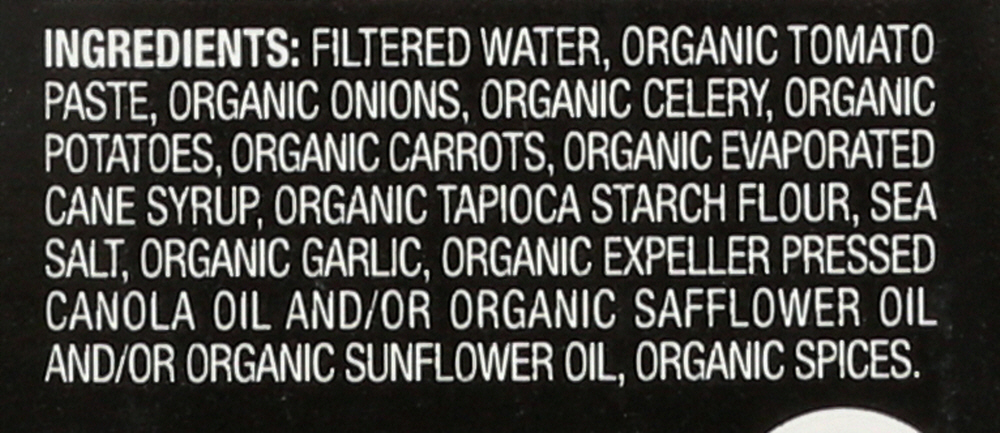 INGREDIENTS: FILTERED WATER, ORGANIC TOMATO
PASTE, ORGANIC ONIONS, ORGANIC CELERY, ORGANIC
POTATOES, ORGANIC CARROTS, ORGANIC EVAPORATED
CANE SYRUP, ORGANIC TAPIOCA STARCH FLOUR, SEA
SALT, ORGANIC GARLIC, ORGANIC EXPELLER PRESSED
CANOLA OIL AND/OR ORGANIC SAFFLOWER OIL
AND/OR ORGANIC SUNFLOWER OIL, ORGANIC SPICES.